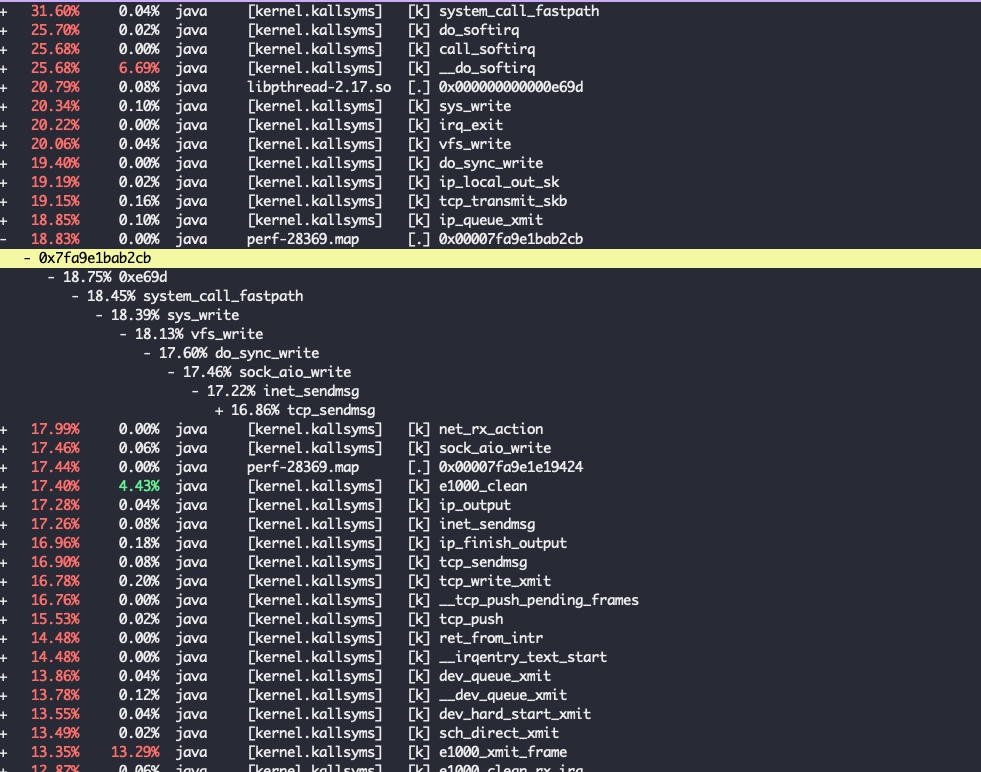 + 31.60% 0.04% java [kernel.kallsyms] [k] system_call_fastpath
+ 25.70% 0.02% java [kernel.kallsyms] [k] do_softirq
+ 25.68% 0.00% java [kernel.kallsyms] [k] call_softirq
+ 25.68% 6.69% java [kernel.kallsyms] [k] __do_softirq
+ 20.79% 0.08% java libpthread-2.17.so [.] 0x000000000000e69d
+ 20.34% 0.10% java [kernel.kallsyms] [k] sys_write
+ 20.22% 0.00% java [kernel.kallsyms] [k] irq_exit
+ 20.06% 0.04% java [kernel.kallsyms] [k] vfs_write
+ 19.40% 0.00% java [kernel.kallsyms] [k] do_sync_write
+ 19.19% 0.02% java [kernel.kallsyms] [k] ip_local_out_sk
+ 19.15% 0.16% java [kernel.kallsyms] [k] tcp_transmit_skb
+ 18.85% 0.10% java [kernel.kallsyms] [k] ip_queue_xmit
- 18.83% 0.00% java perf-28369.map [.] 0x00007fa9e1bab2cb
- 0x7fa9e1bab2cb
- 18.75% 0xe69d
- 18.45% system_call_fastpath
- 18.39% sys_write
- 18.13% vfs_write
- 17.60% do_sync_write
- 17.46% sock_aio_write
- 17.22% inet_sendmsg
+ 16.86% tcp_sendmsg
+ 17.99% 0.00% java [kernel.kallsyms] [k] net_rx_action
+ 17.46% 0.06% java [kernel.kallsyms] [k] sock_aio_write
+ 17.44% 0.00% java perf-28369.map [.] 0x00007fa9e1e19424
+ 17.40% 4.43% java [kernel.kallsyms] [k] e1000_clean
+ 17.28% 0.04% java [kernel.kallsyms] [k] ip_output
+ 17.26% 0.08% java [kernel.kallsyms] [k] inet_sendmsg
+ 16.96% 0.18% java [kernel.kallsyms] [k] ip_finish_output
+ 16.90% 0.08% java [kernel.kallsyms] [k] tcp_sendmsg
+ 16.78% 0.20% java [kernel.kallsyms] [k] tcp_write_xmit
+ 16.76% 0.00% java [kernel.kallsyms] [k] __tcp_push_pending_frames
+ 15.53% 0.02% java [kernel.kallsyms] [k] tcp_push
+ 14.48% 0.00% java [kernel.kallsyms] [k] ret_from_intr
+ 14.48% 0.00% java [kernel.kallsyms] [k] __irqentry_text_start
+ 13.86% 0.04% java [kernel.kallsyms] [k] dev_queue_xmit
+ 13.78% 0.12% java [kernel.kallsyms] [k] __dev_queue_xmit
+ 13.55% 0.04% java [kernel.kallsyms] [k] dev_hard_start_xmit
+ 13.49% 0.02% java [kernel.kallsyms] [k] sch_direct_xmit
+ 13.35% 13.29% java [kernel.kallsyms] [k] e1000_xmit_frame
+ 12.87% 0.06% java [kernel.kallsyms] [k] e1000_clean_rx_irq